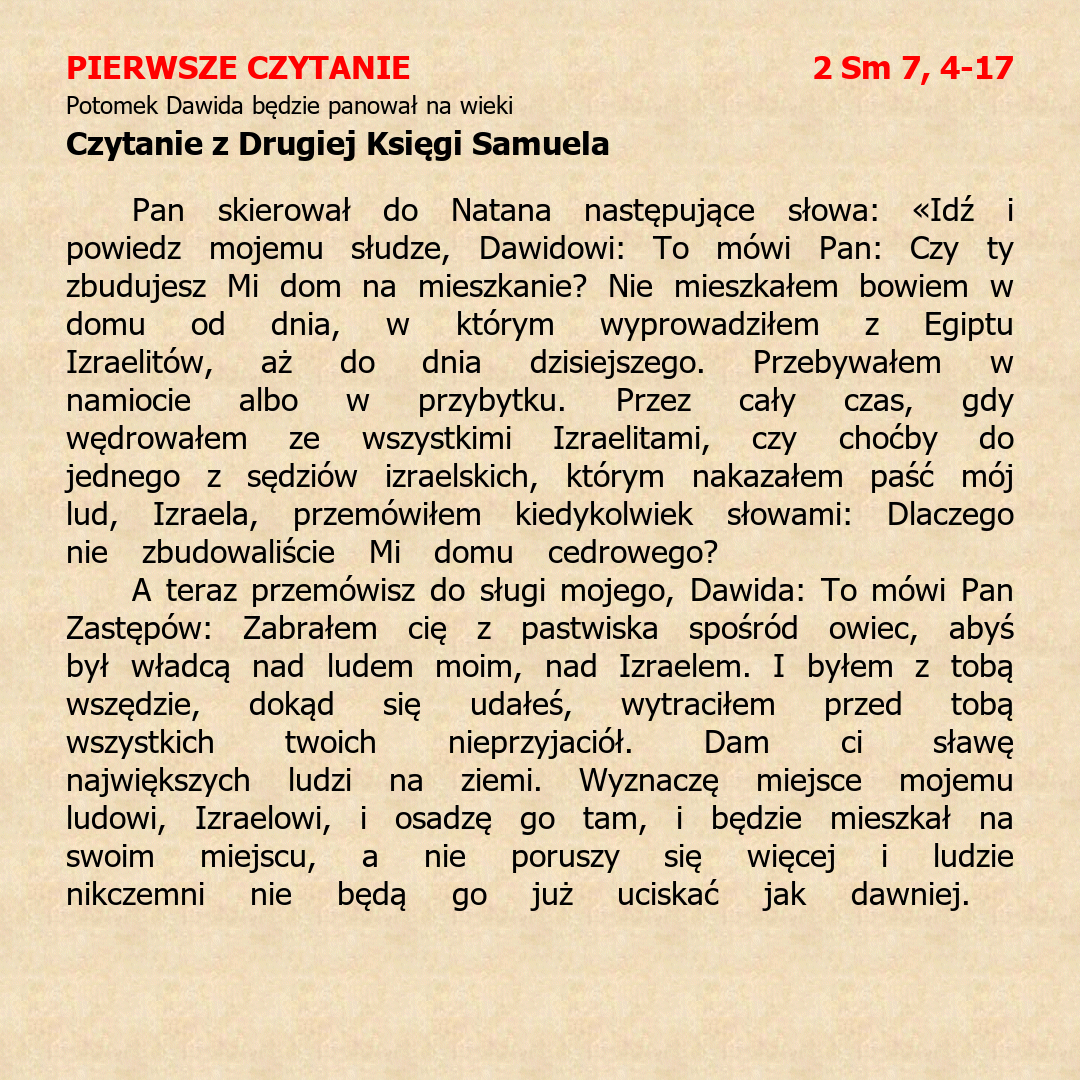 PIERWSZE CZYTANIE 2 Sm 7, 4-17
Potomek Dawida będzie panował na wieki
Czytanie z Drugiej Księgi Samuela
Pan skierował do Natana następujące słowa: «Idź i
powiedz mojemu słudze, Dawidowi: To mówi Pan: Czy ty
zbudujesz Mi dom na mieszkanie? Nie mieszkałem bowiem w
domu od dnia, w którym wyprowadziłem z Egiptu
Izraelitów, aż do dnia dzisiejszego. Przebywałem w
namiocie albo w przybytku. Przez cały czas, gdy
wędrowałem ze wszystkimi Izraelitami, czy choćby do
jednego z sędziów izraelskich, którym nakazałem paść mój
lud, Izraela, przemówiłem kiedykolwiek słowami: Dlaczego
nie zbudowaliście Mi domu cedrowego?
A teraz przemówisz do sługi mojego, Dawida: To mówi Pan
Zastępów: Zabrałem cię z pastwiska spośród owiec, abyś
był władcą nad ludem moim, nad Izraelem. I byłem z tobą
wszędzie, dokąd się udałeś, wytraciłem przed tobą
wszystkich twoich nieprzyjaciół. Dam ci sławę
największych ludzi na ziemi. Wyznaczę miejsce mojemu
ludowi, Izraelowi, i osadzę go tam, i będzie mieszkał na
swoim miejscu, a nie poruszy się więcej i ludzie
nikczemni nie będą go już uciskać jak dawniej.